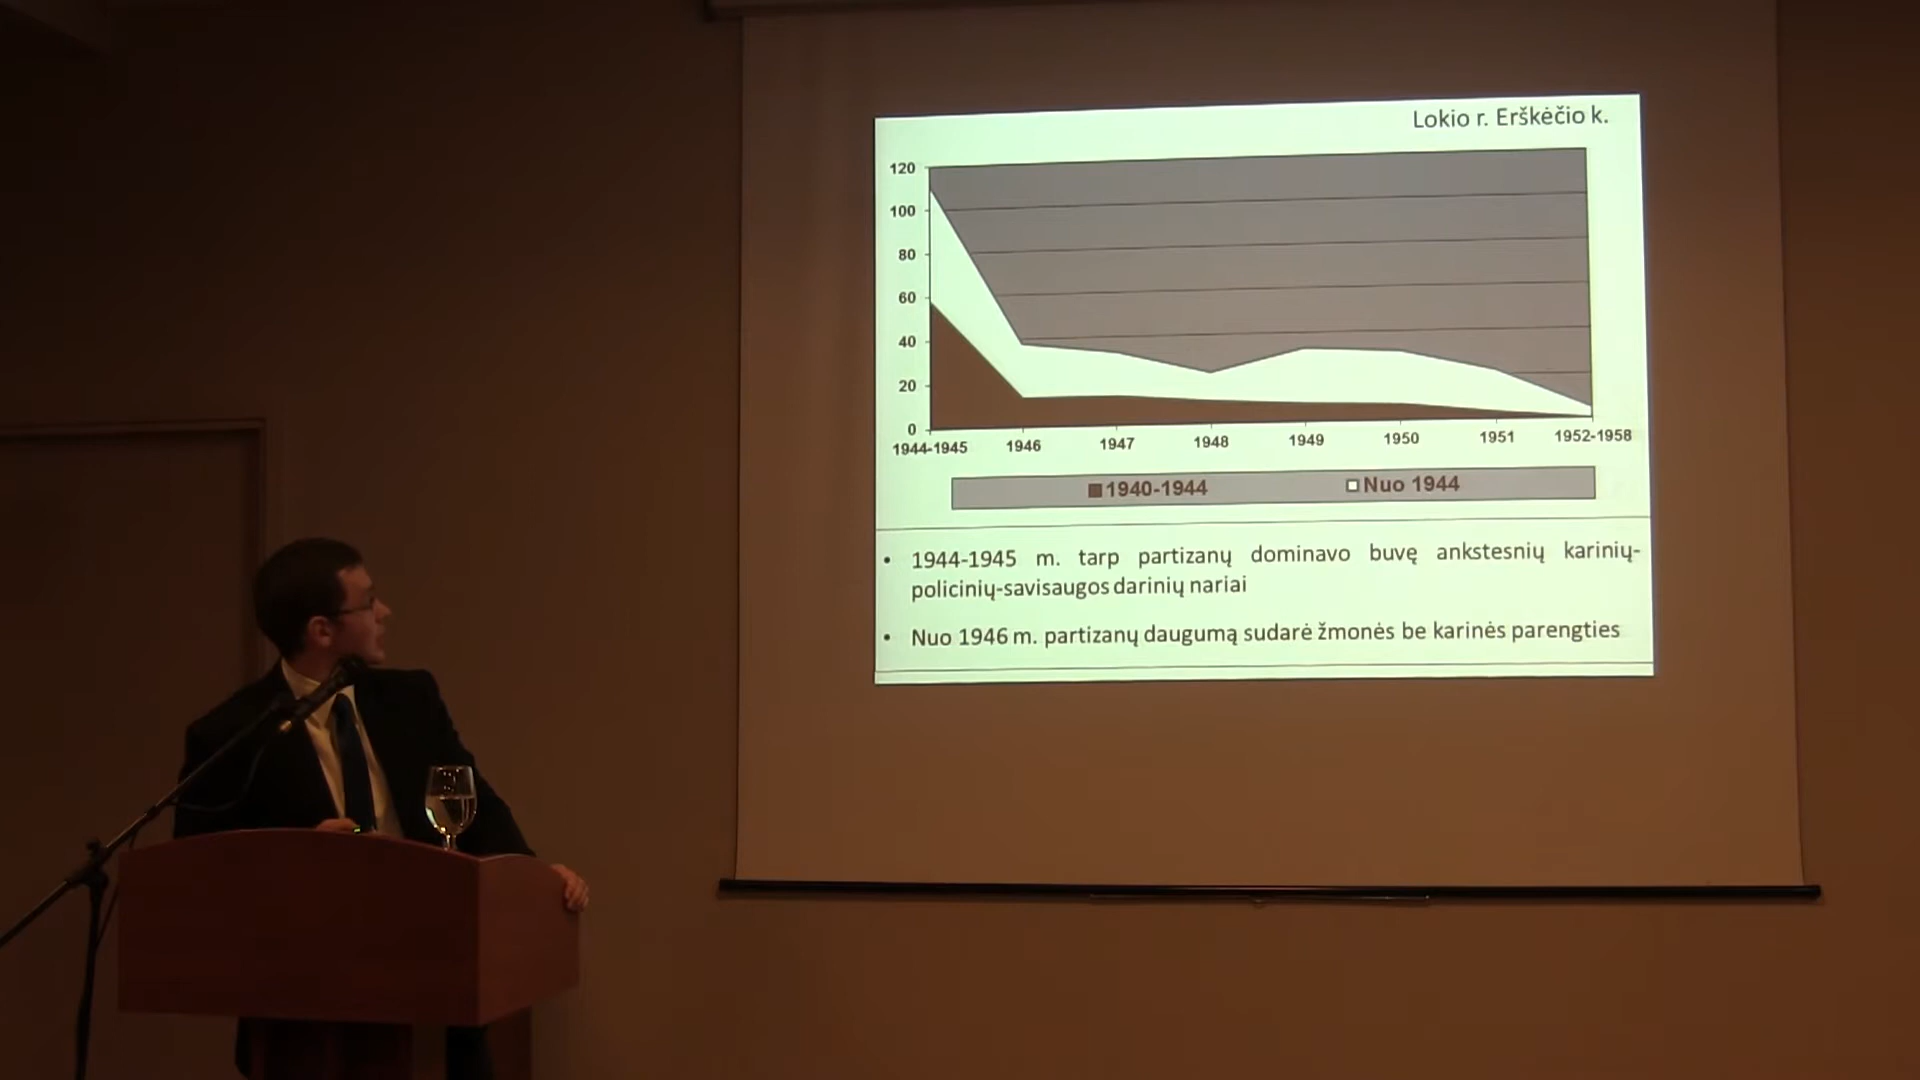 Lokio r. Erškėčio k.
120
100
80
60
40
20
0
1944-1945 1946 1947 1948 1949 1950 1951 1952-1958
1940-1944 Nuo 1944
• 1944-1945 m. tarp partizanų dominavo buvę ankstesnių karinių-
policinių-savisaugos darinių nariai
• Nuo 1946 m. partizanų daugumą sudarė žmonės be karinės parengties